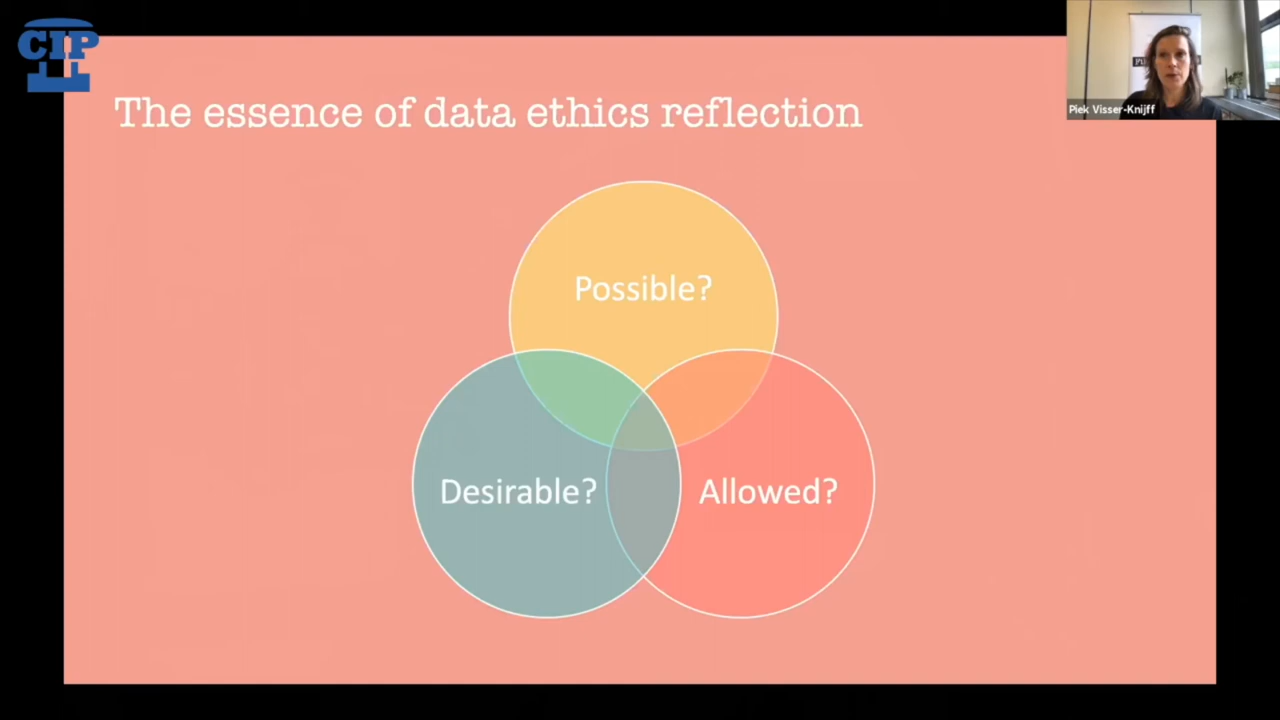 CIP
The essence of data ethics reflection
Piek Visser-Knijff
Possible?
Desirable?
Allowed?